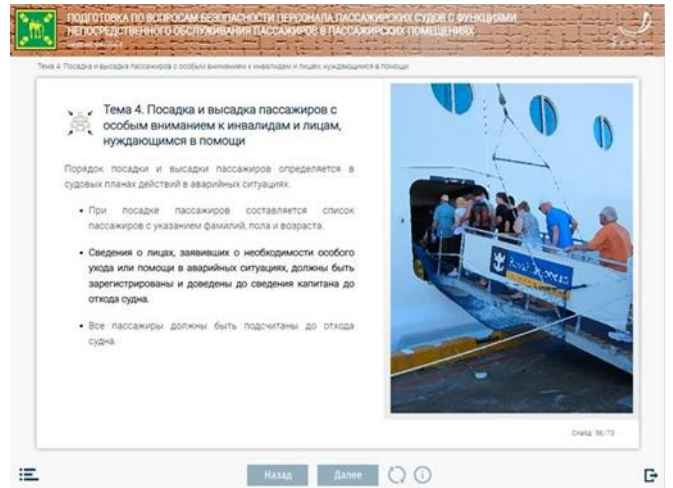 ПОДГОТОВКА ПО ВОПРОСАМ БЕЗОПАСНОСТИ ПЕРСОНАЛА ПАССАЖИРСКИХ СУДОВ С ФУНКЦИЯМИ
НЕПОСРЕДСТВЕННОГО ОБСЛУЖИВАНИЯ ПАССАЖИРОВ В ПАССАЖИРСКИХ ПОМЕЩЕНИЯХ
Тема 4. Посадка и высадка пассажиров с особым вниманием к инвалидам и лицам, нуждающимся в помощи
Тема 4. Посадка и высадка пассажиров с
особым вниманием к инвалидам и лицам,
нуждающимся в помощи
Порядок посадки и высадки пассажиров определяется в
судовых планах действий в аварийных ситуациях.
• При посадке пассажиров составляется список
пассажиров с указанием фамилий, пола и возраста.
• Сведения о лицах, заявивших о необходимости особого
ухода или помощи в аварийных ситуациях, должны быть
зарегистрированы и доведены до сведения капитана до
отхода судна.
• Все пассажиры должны быть подсчитаны до отхода
судна.
Слайд: 56/73
Назад Далее